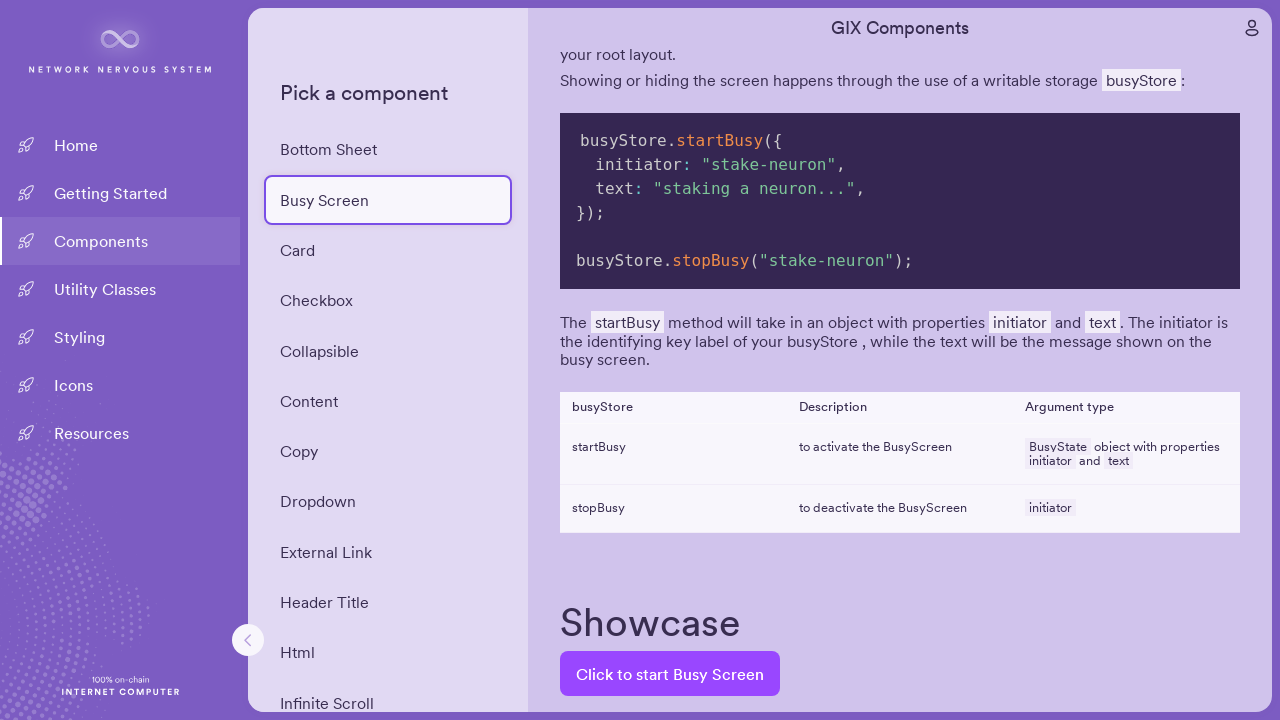 NETWORK NERVOUS SYSTEM
Home
Getting Started
Components
Utility Classes
Styling
Icons
Resources
100% on-chain
INTERNET COMPUTER
Pick a component
Bottom Sheet
Busy Screen
Card
Checkbox
Collapsible
Content
Copy
Dropdown
External Link
Header Title
Html
Infinite Scroll
GIX Components
your root layout.
Showing or hiding the screen happens through the use of a writable storage busyStore :
busyStore.startBusy({
  initiator: "stake-neuron",
  text: "staking a neuron...",
});
busyStore.stopBusy("stake-neuron");
The startBusy method will take in an object with properties initiator and text . The initiator is
the identifying key label of your busyStore , while the text will be the message shown on the
busy screen.
busyStore Description Argument type
startBusy to activate the BusyScreen BusyState object with properties
initiator and text
stopBusy to deactivate the BusyScreen initiator
Showcase
Click to start Busy Screen